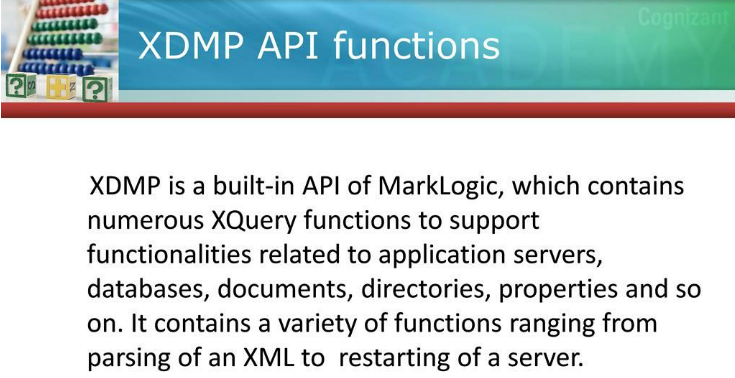 Cognizant
XDMP API functions
ACADEMY
XDMP is a built-in API of MarkLogic, which contains
numerous XQuery functions to support
functionalities related to application servers,
databases, documents, directories, properties and so
on. It contains a variety of functions ranging from
parsing of an XML to  restarting of a server.